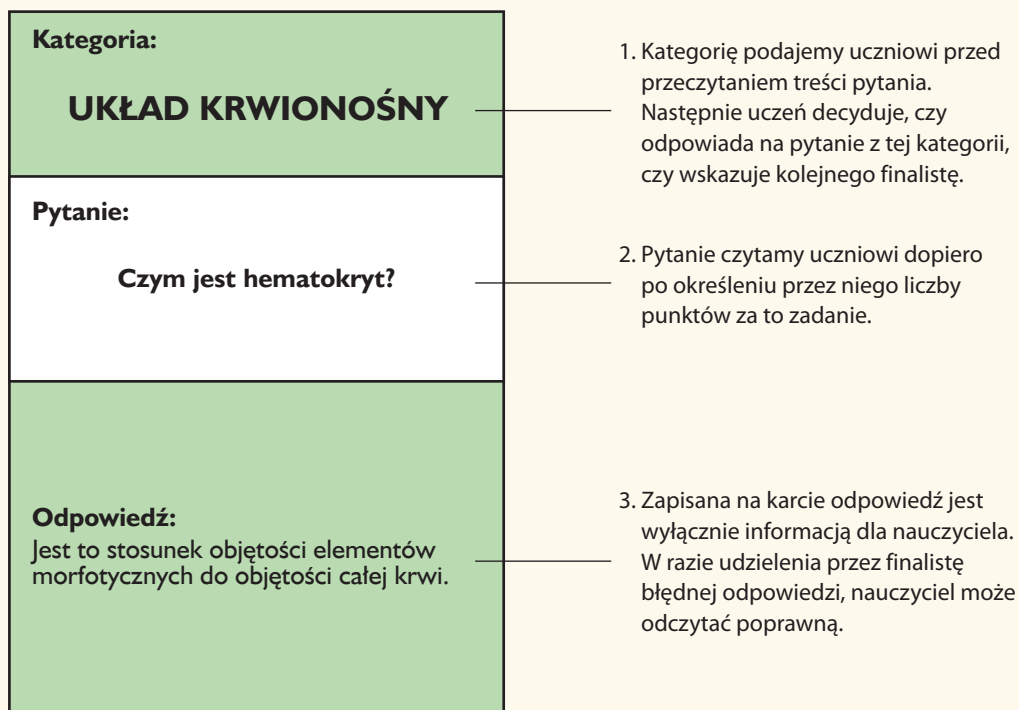 Kategoria:
UKŁAD KRWIONOŚNY
1. Kategorię podajemy uczniowi przed
przeczytaniem treści pytania.
Następnie uczeń decyduje, czy
odpowiada na pytanie z tej kategorii,
czy wskazuje kolejnego finalistę.
Pytanie:
Czym jest hematokryt?
2. Pytanie czytamy uczniowi dopiero
po określeniu przez niego liczby
punktów za to zadanie.
Odpowiedź:
Jest to stosunek objętości elementów
morfotycznych do objętości całej krwi.
3. Zapisana na karcie odpowiedź jest
wyłącznie informacją dla nauczyciela.
W razie udzielenia przez finalistę
błędnej odpowiedzi, nauczyciel może
odczytać poprawną.